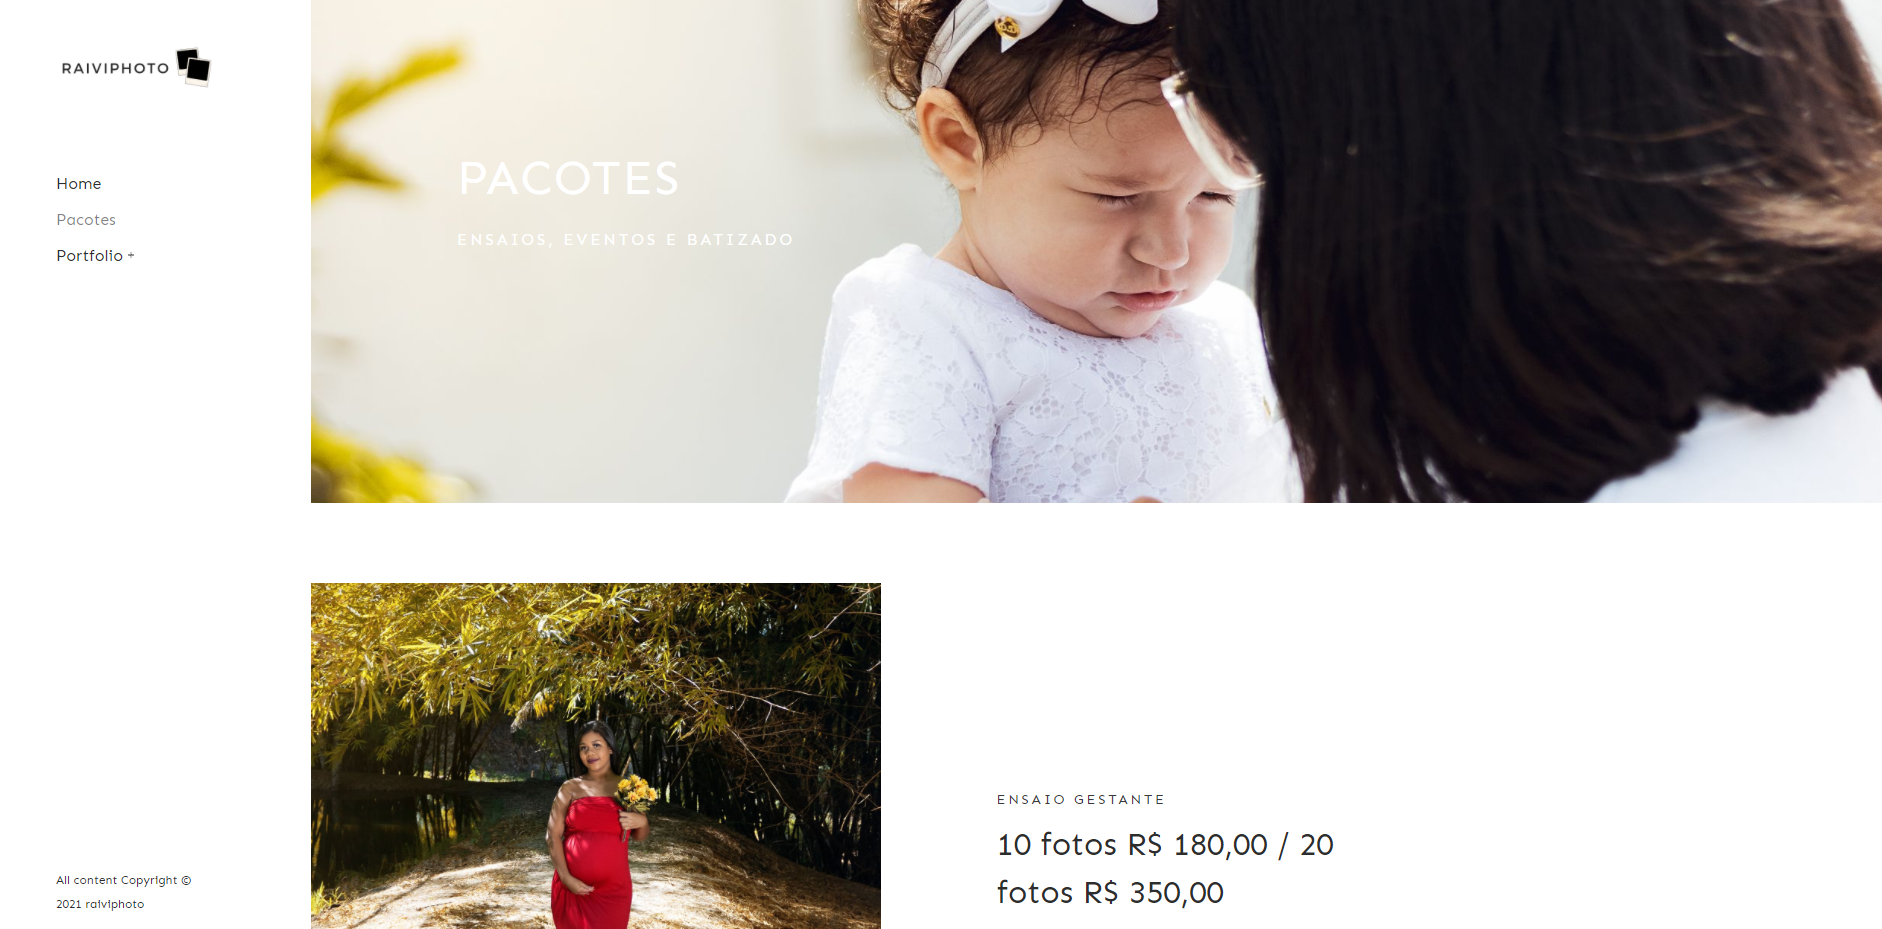 RAIVIPHOTO
Home
Pacotes
Portfolio +
PACOTES
ENSAIOS, EVENTOS E BATIZADO
ENSAIO GESTANTE
10 fotos R$ 180,00 / 20
fotos R$ 350,00
All content Copyright ©
2021 raiviphoto